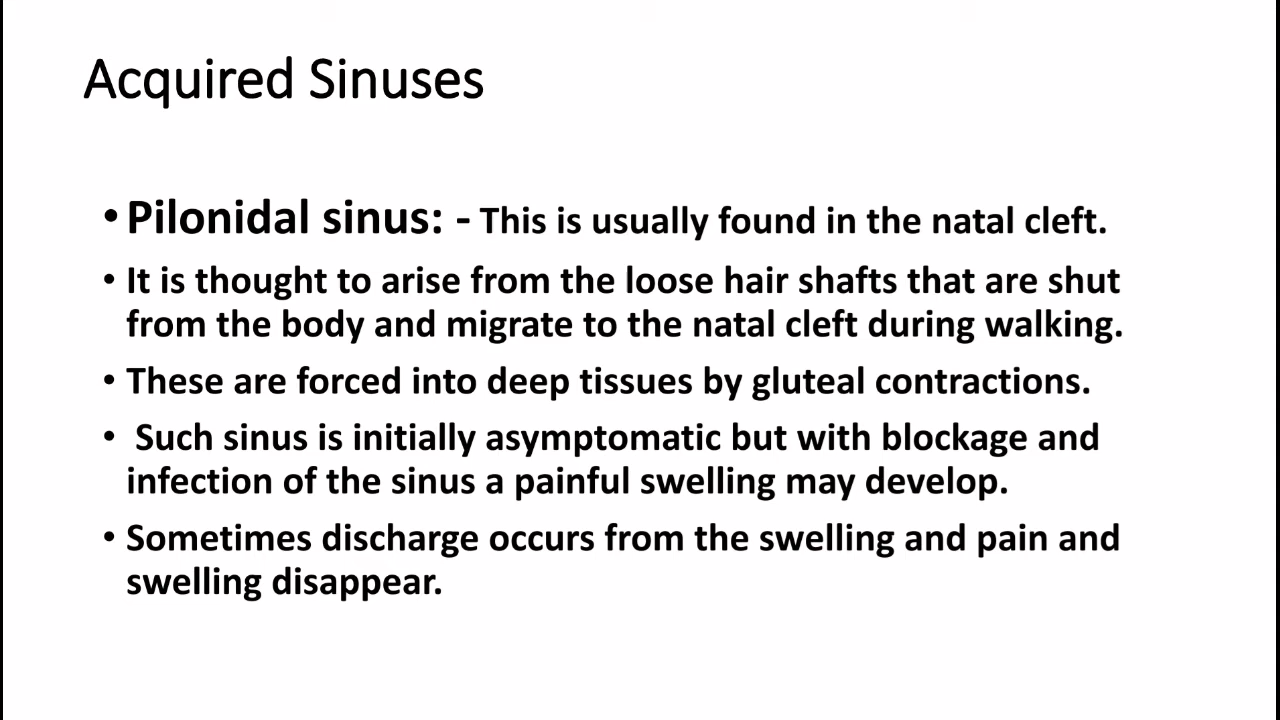 Acquired Sinuses
•Pilonidal sinus: - This is usually found in the natal cleft.
• It is thought to arise from the loose hair shafts that are shut
from the body and migrate to the natal cleft during walking.
• These are forced into deep tissues by gluteal contractions.
• Such sinus is initially asymptomatic but with blockage and
infection of the sinus a painful swelling may develop.
• Sometimes discharge occurs from the swelling and pain and
swelling disappear.